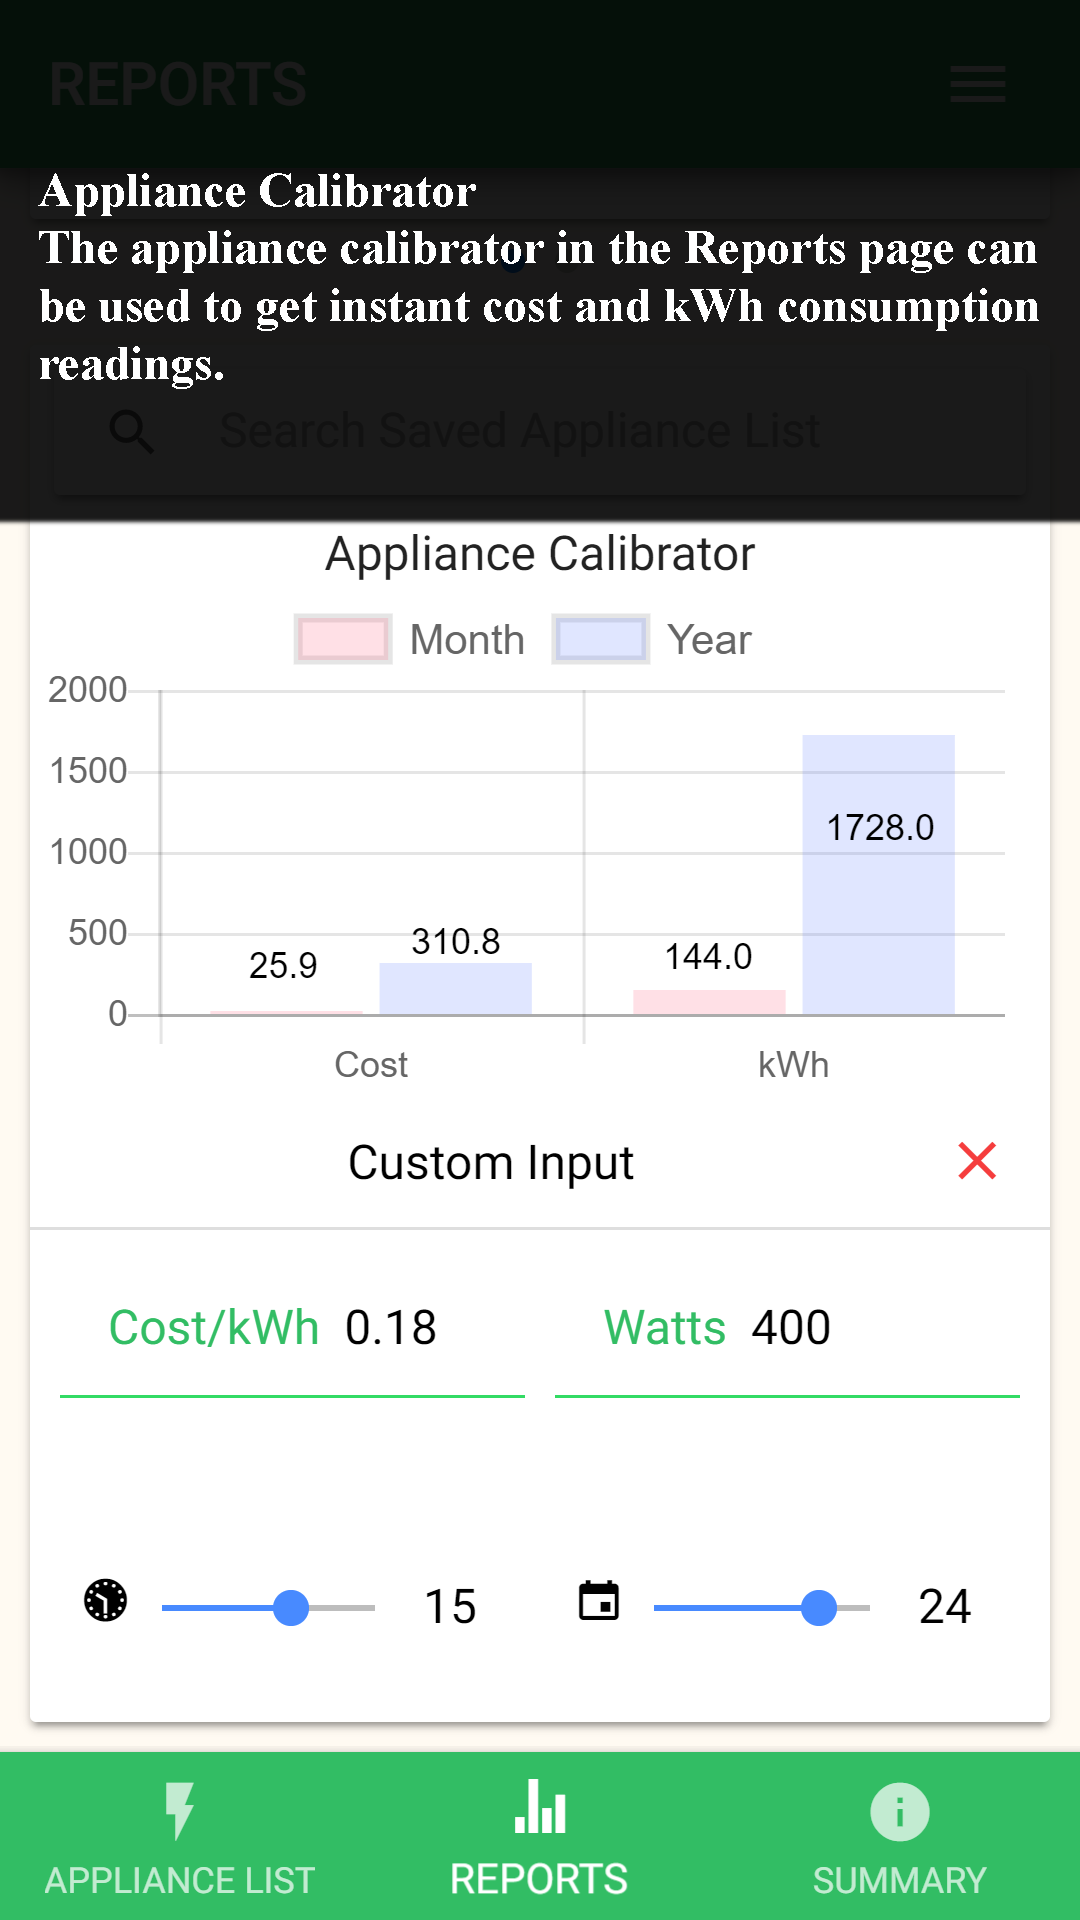 REPORTS
Appliance Calibrator
The appliance calibrator in the Reports page can
be used to get instant cost and kWh consumption
readings.
Search Saved Appliance List
Appliance Calibrator
Month Year
2000
1500
1000
500
0
25.9
310.8
144.0
1728.0
Cost kWh
Custom Input
Cost/kWh 0.18 Watts 400
15 24
APPLIANCE LIST REPORTS SUMMARY